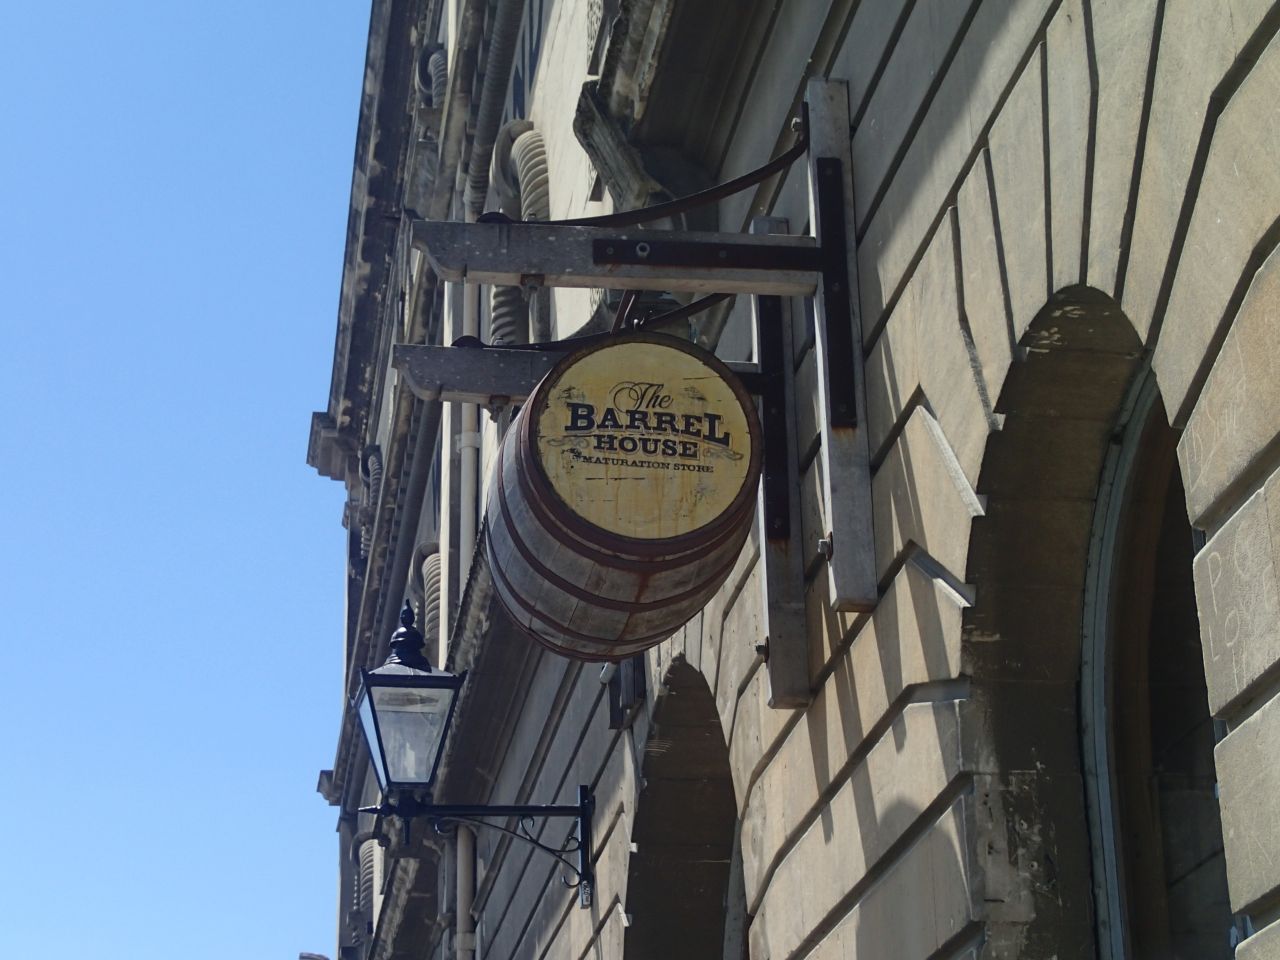 The
BARREL
HOUSE
MATURATION STORE